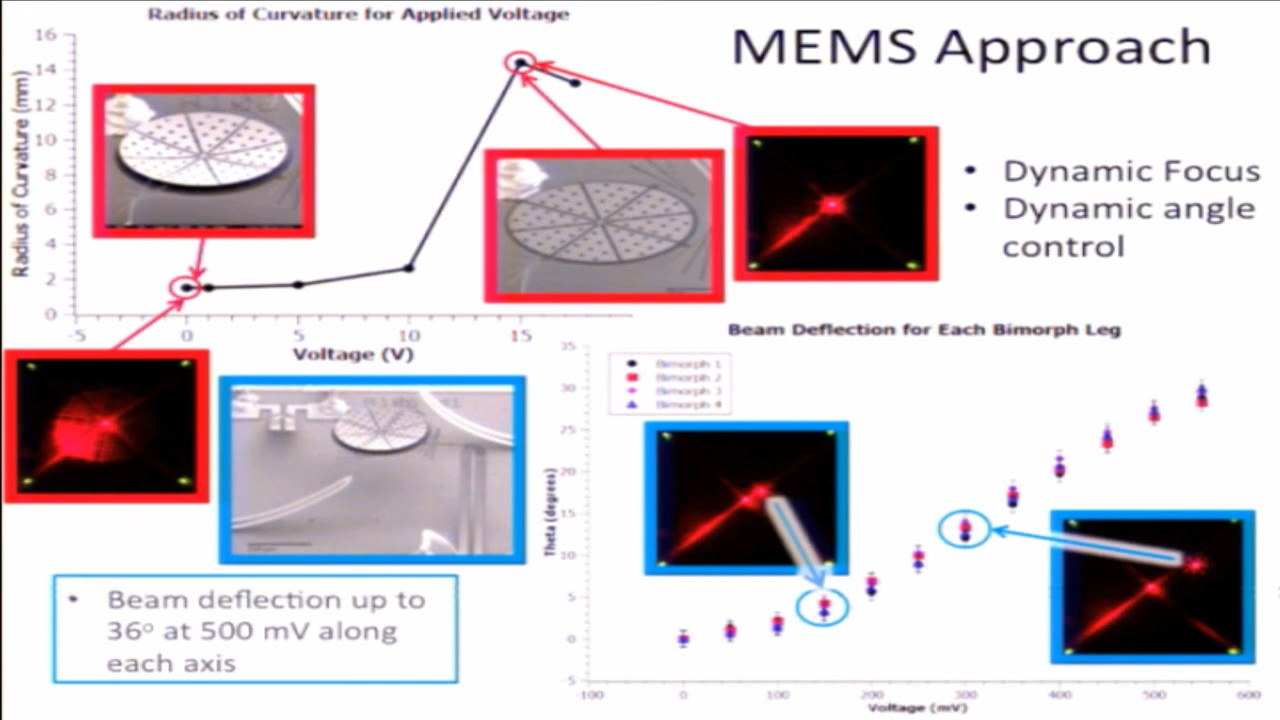 Radius of Curvature for Applied Voltage
MEMS Approach
Radius of Curvature (mm)
16
14
12
10
8
6
4
2
0
-5
0
5
10
15
Voltage (V)
• Dynamic Focus
• Dynamic angle
control
Beam Deflection for Each Bimorph Leg
Bimorph 1
Bimorph 2
Bimorph 3
Bimorph 4
Theta (degrees)
35
30
25
20
15
10
5
0
-5
-100
0
100
200
300
400
500
600
Voltage (mV)
• Beam deflection up to
36° at 500 mV along
each axis